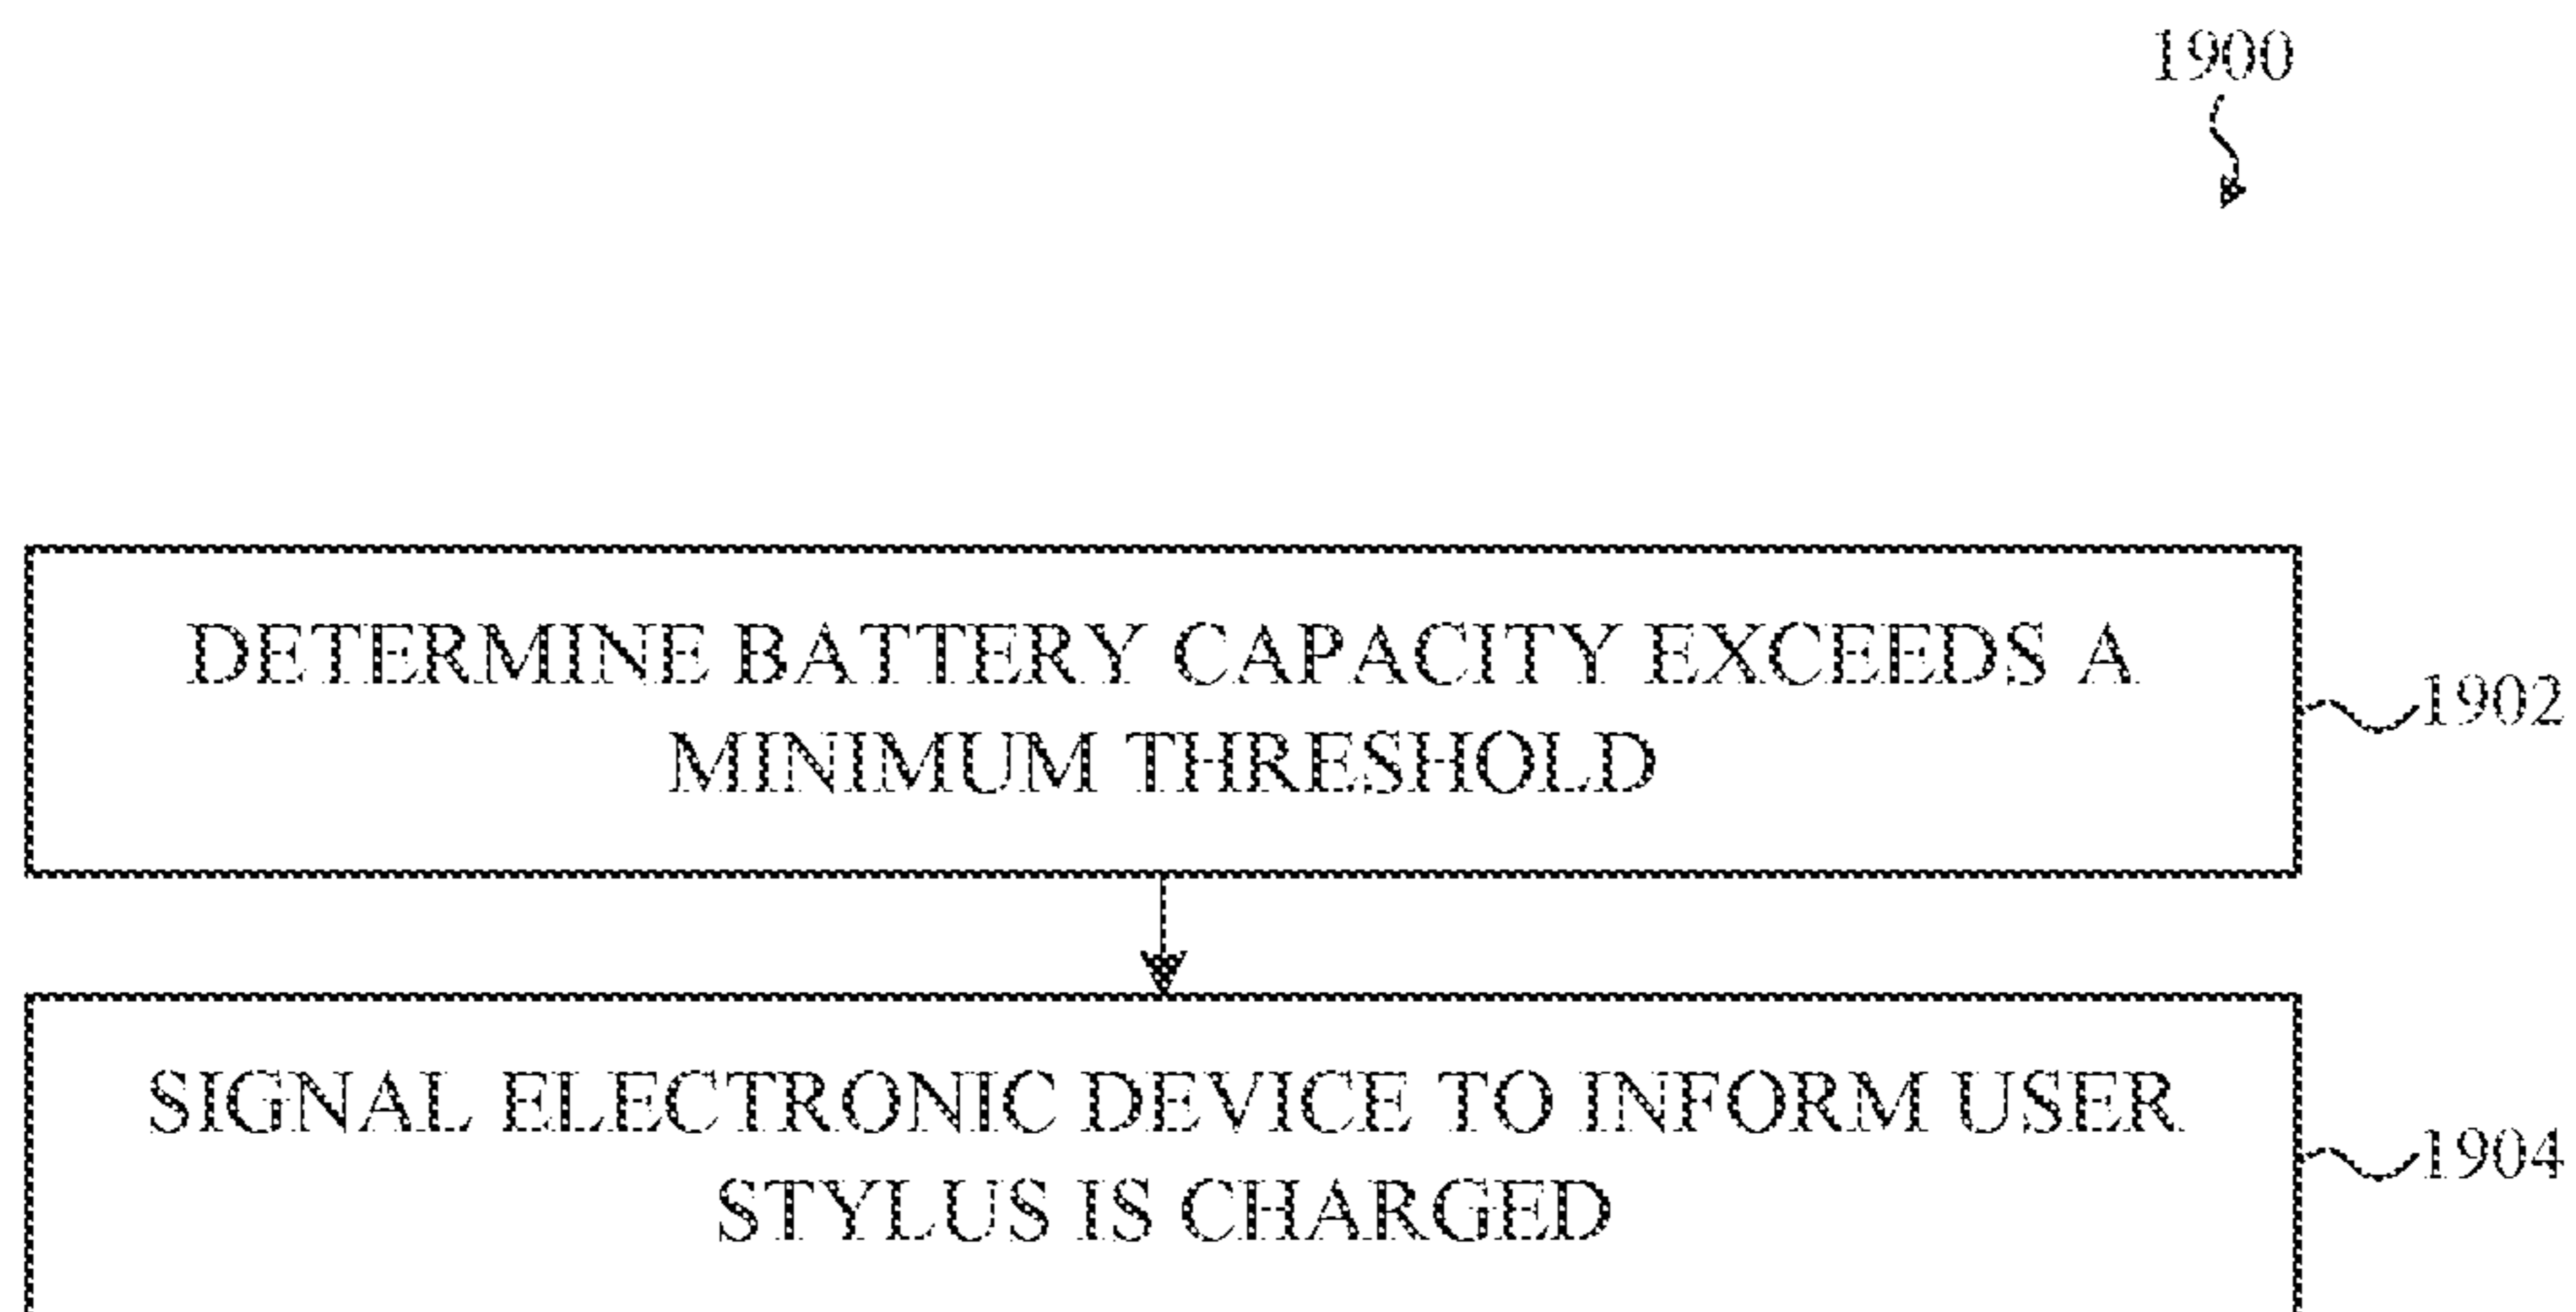 1900
DETERMINE BATTERY CAPACITY EXCEEDS A
MINIMUM THRESHOLD
1902
SIGNAL ELECTRONIC DEVICE TO INFORM USER
STYLUS IS CHARGED
1904